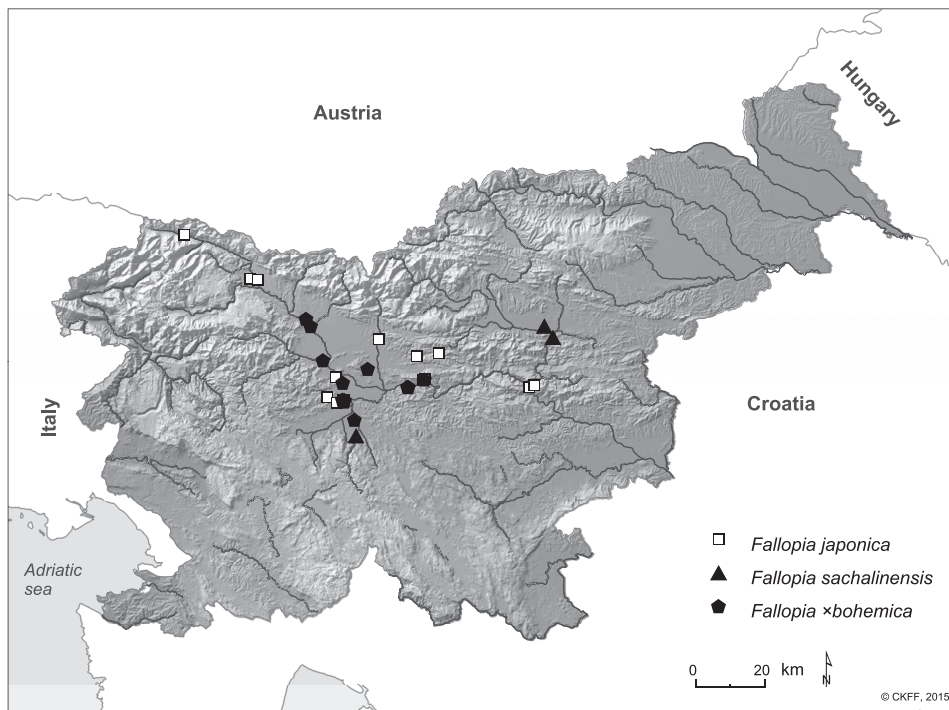 Hungary
Austria
Italy
Croatia
Adriatic
sea
Fallopia japonica
Fallopia sachalinensis
Fallopia ×bohemica
0 20 km
N
© CKFF, 2015